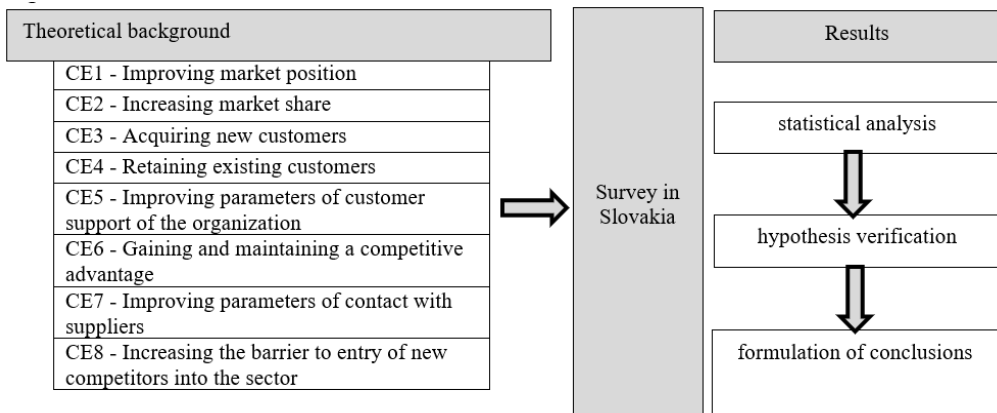 Theoretical background
CE1 - Improving market position
CE2 - Increasing market share
CE3 - Acquiring new customers
CE4 - Retaining existing customers
CE5 - Improving parameters of customer
support of the organization
CE6 - Gaining and maintaining a competitive
advantage
CE7 - Improving parameters of contact with
suppliers
CE8 - Increasing the barrier to entry of new
competitors into the sector
Survey in
Slovakia
Results
statistical analysis
hypothesis verification
formulation of conclusions